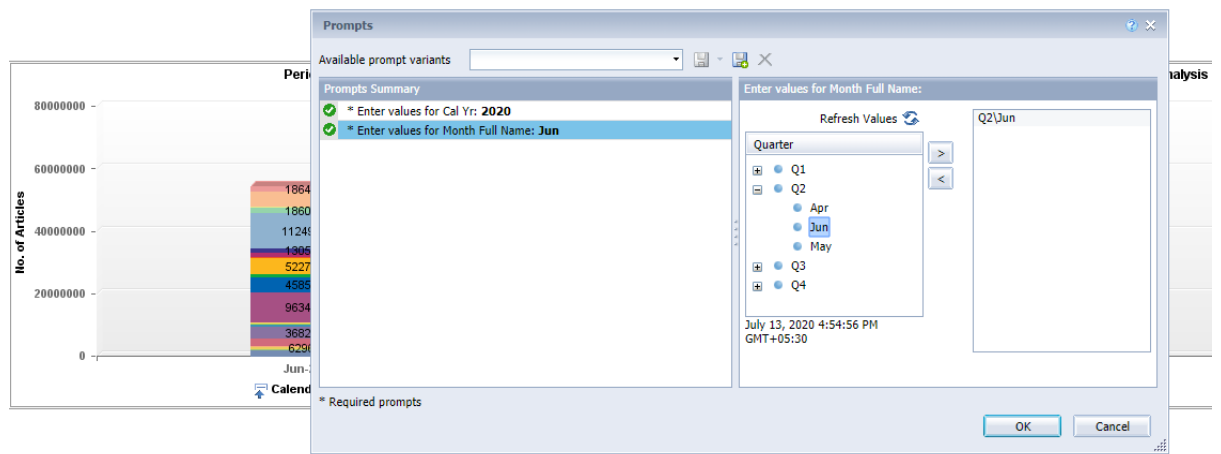 Prompts
Available prompt variants
Prompts Summary
* Enter values for Cal Yr: 2020
* Enter values for Month Full Name: Jun
* Required prompts
Enter values for Month Full Name:
Refresh Values
Quarter
Q1
Q2
Apr
Jun
May
Q3
Q4
July 13, 2020 4:54:56 PM
GMT+05:30
>
<
Q2\Jun
OK
Cancel
Peri
nalysis
No. of Articles
80000000
60000000
40000000
20000000
0
1864
1860
11249
1305
5227
4585
9634
3682
6290
Jun-
Calend